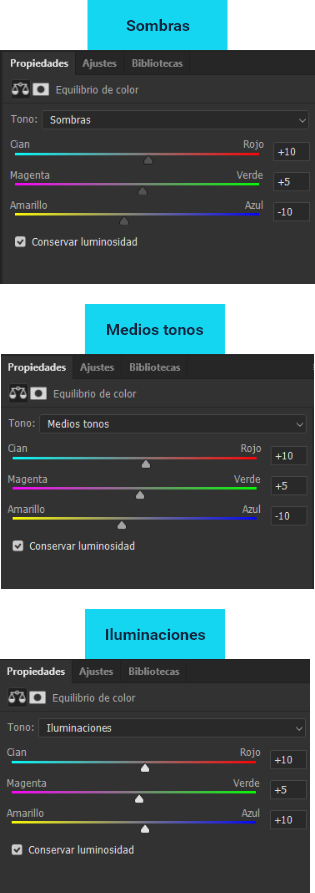 Sombras
Propiedades Ajustes Bibliotecas
Equilibrio de color
Tono: Sombras
Cian Rojo +10
Magenta Verde +5
Amarillo Azul -10
Conservar luminosidad
Medios tonos
Propiedades Ajustes Bibliotecas
Equilibrio de color
Tono: Medios tonos
Cian Rojo +10
Magenta Verde +5
Amarillo Azul -10
Conservar luminosidad
Iluminaciones
Propiedades Ajustes Bibliotecas
Equilibrio de color
Tono: Iluminaciones
Cian Rojo +10
Magenta Verde +5
Amarillo Azul +10
Conservar luminosidad